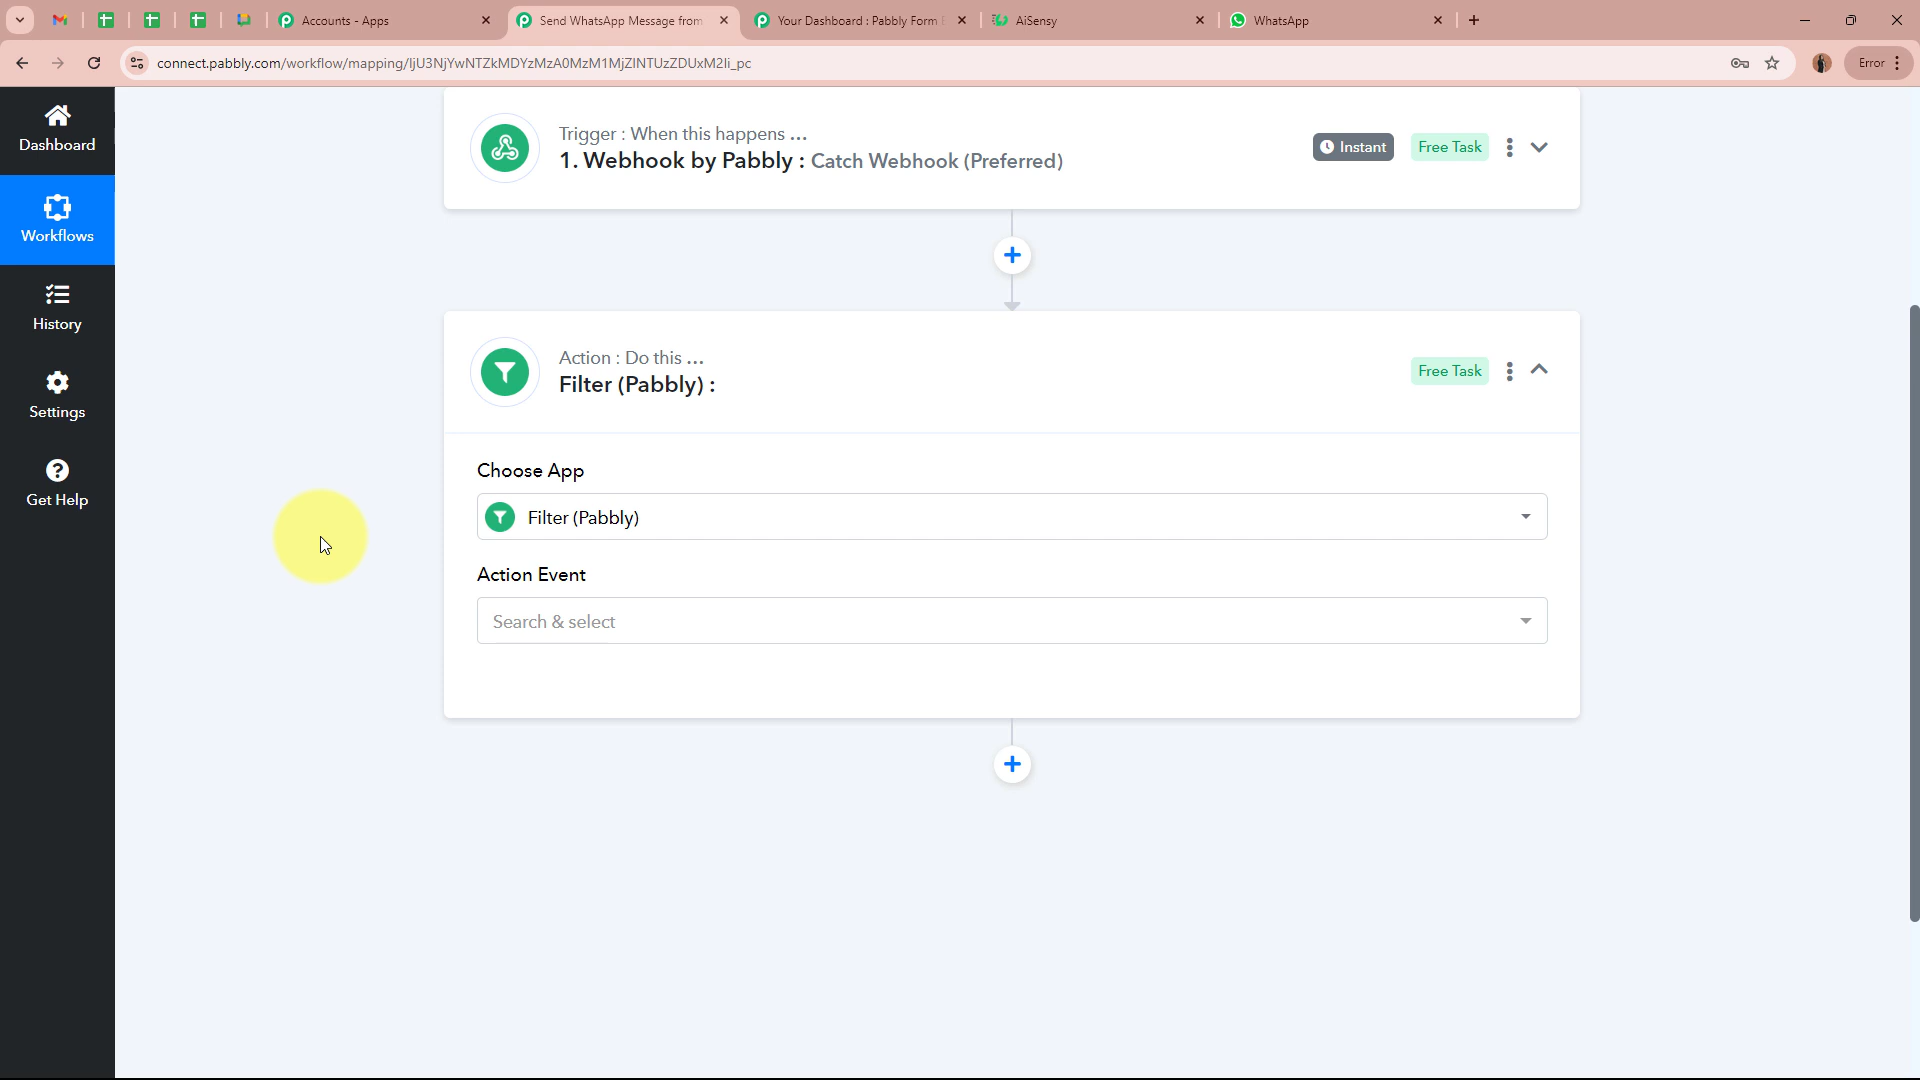 Accounts - Apps
Send WhatsApp Message from
Your Dashboard : Pabbly Form
AiSensy
WhatsApp
connect.pabbly.com/workflow/mapping/IjU3NjYwNTZkMDYzMzA0MzM1MjZlNTUzZDUxM2Ii_pc
Error
Dashboard
Workflows
History
Settings
Get Help
Trigger : When this happens ...
1. Webhook by Pabbly : Catch Webhook (Preferred)
Instant
Free Task
Action : Do this ...
Filter (Pabbly) :
Free Task
Choose App
Filter (Pabbly)
Action Event
Search & select